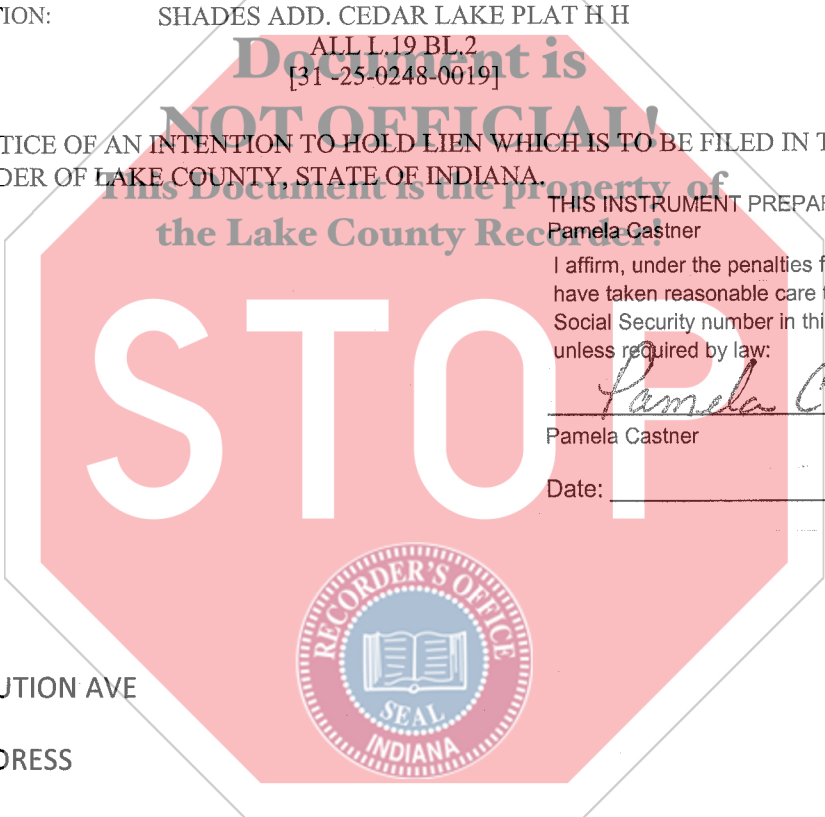 TION: SHADES ADD. CEDAR LAKE PLAT H H
ALL L.19 BL.2
[31 -25-0248-0019]
Document is
NOT OFFICIAL!
This Document is the property of
the Lake County Recorder!
TICE OF AN INTENTION TO HOLD LIEN WHICH IS TO BE FILED IN T
DER OF LAKE COUNTY, STATE OF INDIANA.
THIS INSTRUMENT PREPAR
Pamela Castner
I affirm, under the penalties f
have taken reasonable care t
Social Security number in thi
unless required by law:
Pamela C
Pamela Castner
Date:
STOP
RECORDER'S OFFICE
SEAL
INDIANA
UTION AVE
DRESS